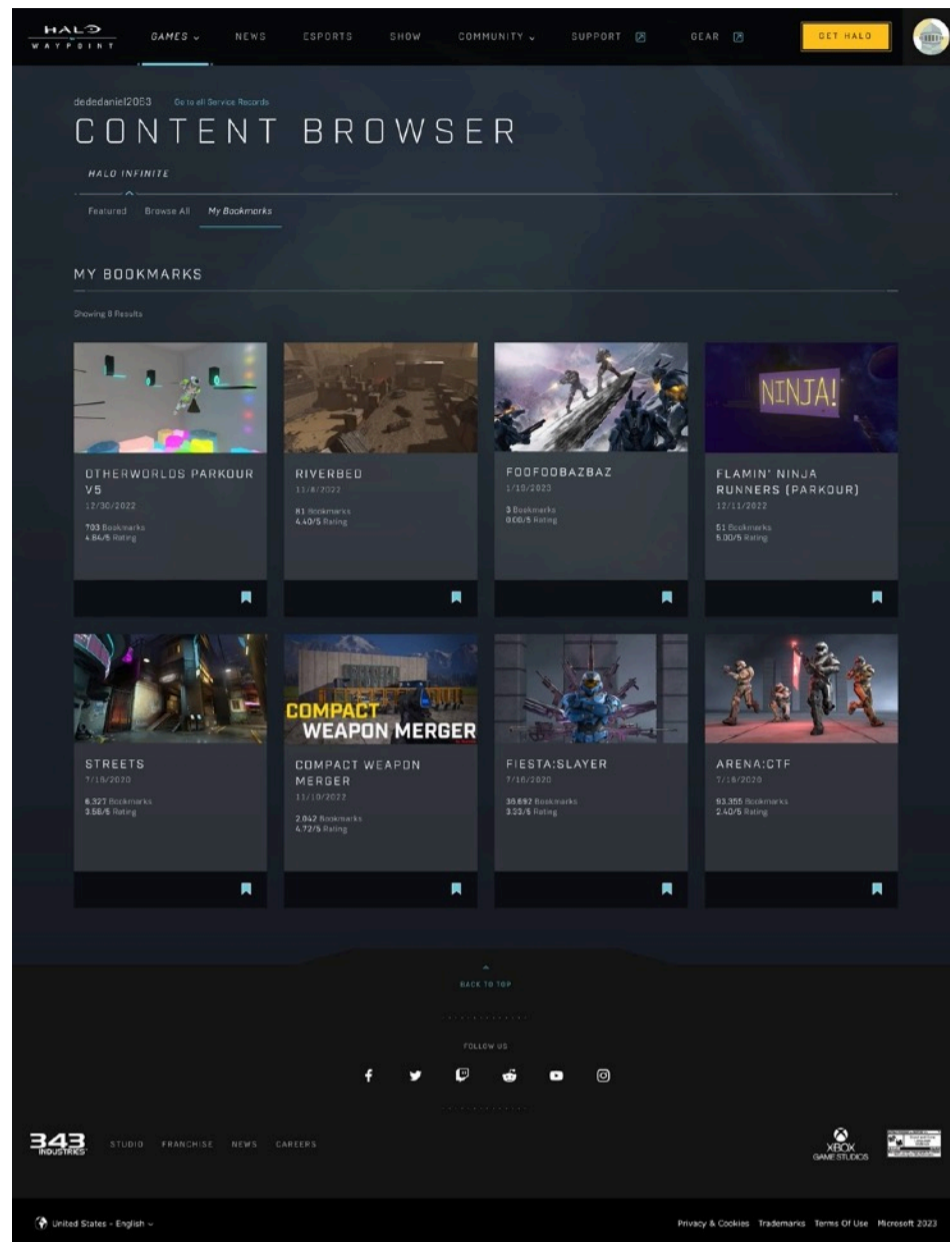 HALO
WAYPOINT
GAMES NEWS ESPORTS SHOW COMMUNITY SUPPORT GEAR GET HALO
dededaniel2063 Go to all Service Records
CONTENT BROWSER
HALO INFINITE
Featured Browse All My Bookmarks
MY BOOKMARKS
Showing 8 Results
NINJA!
OTHERWORLDS PARKOUR
V5
12/30/2022
703 Bookmarks
4.84/5 Rating
RIVERBED
11/8/2022
81 Bookmarks
4.40/5 Rating
FOOFOOBAZBAZ
1/19/2023
3 Bookmarks
0.00/5 Rating
FLAMIN' NINJA
RUNNERS (PARKOUR)
12/11/2022
51 Bookmarks
5.00/5 Rating
COMPACT
WEAPON MERGER
STREETS
7/16/2020
6,327 Bookmarks
3.58/5 Rating
COMPACT WEAPON
MERGER
11/10/2022
2,042 Bookmarks
4.72/5 Rating
FIESTA:SLAYER
7/16/2020
36,692 Bookmarks
3.33/5 Rating
ARENA:CTF
7/16/2020
93,355 Bookmarks
2.40/5 Rating
BACK TO TOP
FOLLOW US
343
INDUSTRIES
STUDIO FRANCHISE NEWS CAREERS
XBOX
GAME STUDIOS
United States - English
Privacy & Cookies Trademarks Terms Of Use Microsoft 2023